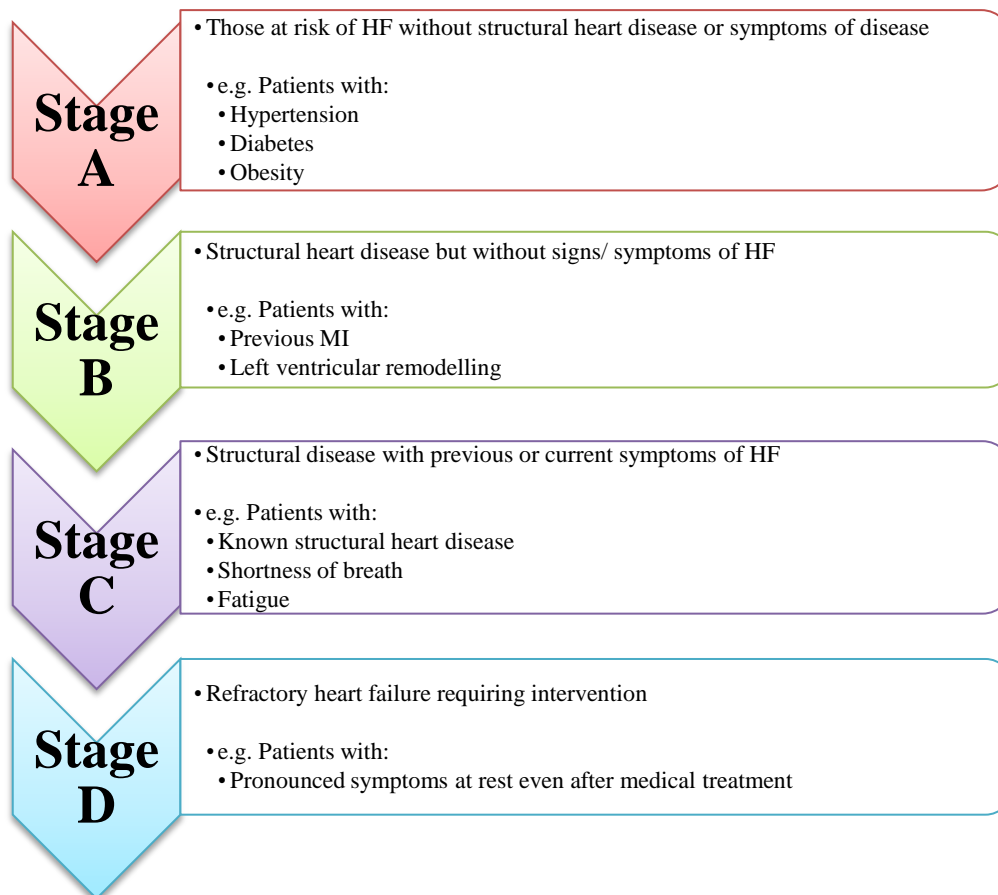 Stage
A
• Those at risk of HF without structural heart disease or symptoms of disease
• e.g. Patients with:
• Hypertension
• Diabetes
• Obesity
Stage
B
• Structural heart disease but without signs/ symptoms of HF
• e.g. Patients with:
• Previous MI
• Left ventricular remodelling
Stage
C
• Structural disease with previous or current symptoms of HF
• e.g. Patients with:
• Known structural heart disease
• Shortness of breath
• Fatigue
Stage
D
• Refractory heart failure requiring intervention
• e.g. Patients with:
• Pronounced symptoms at rest even after medical treatment